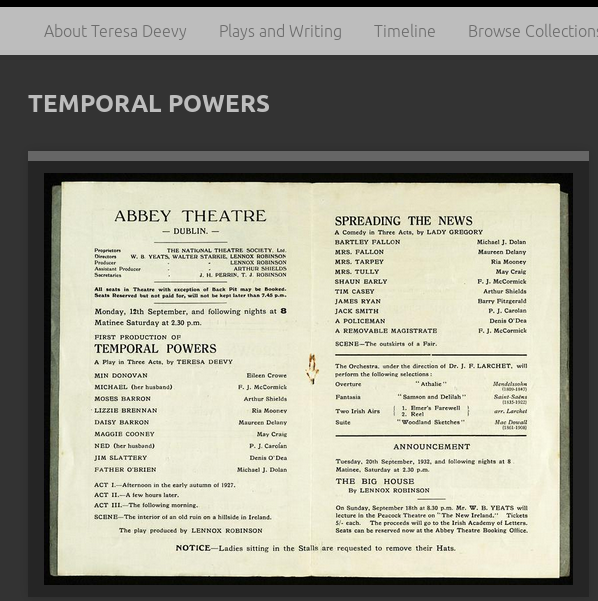 About Teresa Deevy Plays and Writing Timeline Browse Collections
TEMPORAL POWERS
ABBEY THEATRE
— DUBLIN. —
Proprietors THE NATIONAL THEATRE SOCIETY, Ltd.
Directors W. B. YEATS, WALTER STARKIE, LENNOX ROBINSON
Producer - - LENNOX ROBINSON
Assistant Producer - ARTHUR SHIELDS
Secretaries - J. H. PERRIN, T. J. ROBINSON
All seats in Theatre with exception of Back Pit may be Booked.
Seats Reserved but not paid for, will not be kept later than 7.45 p.m.
Monday, 12th September, and following nights at 8
Matinee Saturday at 2.30 p.m.
FIRST PRODUCTION OF
TEMPORAL POWERS
A Play in Three Acts, by TERESA DEEVY
MIN DONOVAN Eileen Crowe
MICHAEL (her husband) F. J. McCormick
MOSES BARRON Arthur Shields
LIZZIE BRENNAN Ria Mooney
DAISY BARRON Maureen Delany
MAGGIE COONEY May Craig
NED (her husband) P. J. Carolan
JIM SLATTERY Denis O'Dea
FATHER O'BRIEN Michael J. Dolan
ACT I.—Afternoon in the early autumn of 1927.
ACT II.—A few hours later.
ACT III.—The following morning.
SCENE—The interior of an old ruin on a hillside in Ireland.
The play produced by LENNOX ROBINSON
SPREADING THE NEWS
A Comedy in Three Acts, by LADY GREGORY
BARTLEY FALLON Michael J. Dolan
MRS. FALLON Maureen Delany
MRS. TARPEY Ria Mooney
MRS. TULLY May Craig
SHAUN EARLY F. J. McCormick
TIM CASEY Arthur Shields
JAMES RYAN Barry Fitzgerald
JACK SMITH P. J. Carolan
A POLICEMAN Denis O'Dea
A REMOVABLE MAGISTRATE F. J. McCormick
SCENE—The outskirts of a Fair.
The Orchestra, under the direction of Dr. J. F. LARCHET, will
perform the following selections:
Overture "Athalie" Mendelssohn
(1809-1847)
Fantasia "Samson and Delilah" Saint-Saëns
(1835-1922)
Two Irish Airs { 1. Emer's Farewell } arr. Larchet
2. Reel
Suite "Woodland Sketches" Mac Dowall
(1861-1908)
ANNOUNCEMENT
Tuesday, 20th September, 1932, and following nights at 8
Matinee, Saturday at 2.30 p.m.
THE BIG HOUSE
By LENNOX ROBINSON
On Sunday, September 18th at 8.30 p.m. Mr. W. B. YEATS will
lecture in the Peacock Theatre on "The New Ireland." Tickets
5/- each. The proceeds will go to the Irish Academy of Letters.
Seats can be reserved now at the Abbey Theatre Booking Office.
NOTICE—Ladies sitting in the Stalls are requested to remove their Hats.